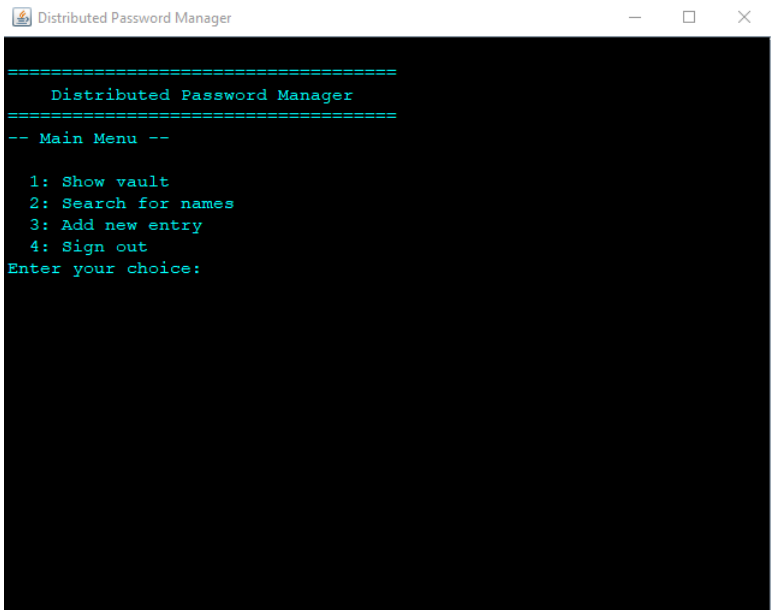 Distributed Password Manager
====================================
Distributed Password Manager
====================================
-- Main Menu --
1: Show vault
2: Search for names
3: Add new entry
4: Sign out
Enter your choice: